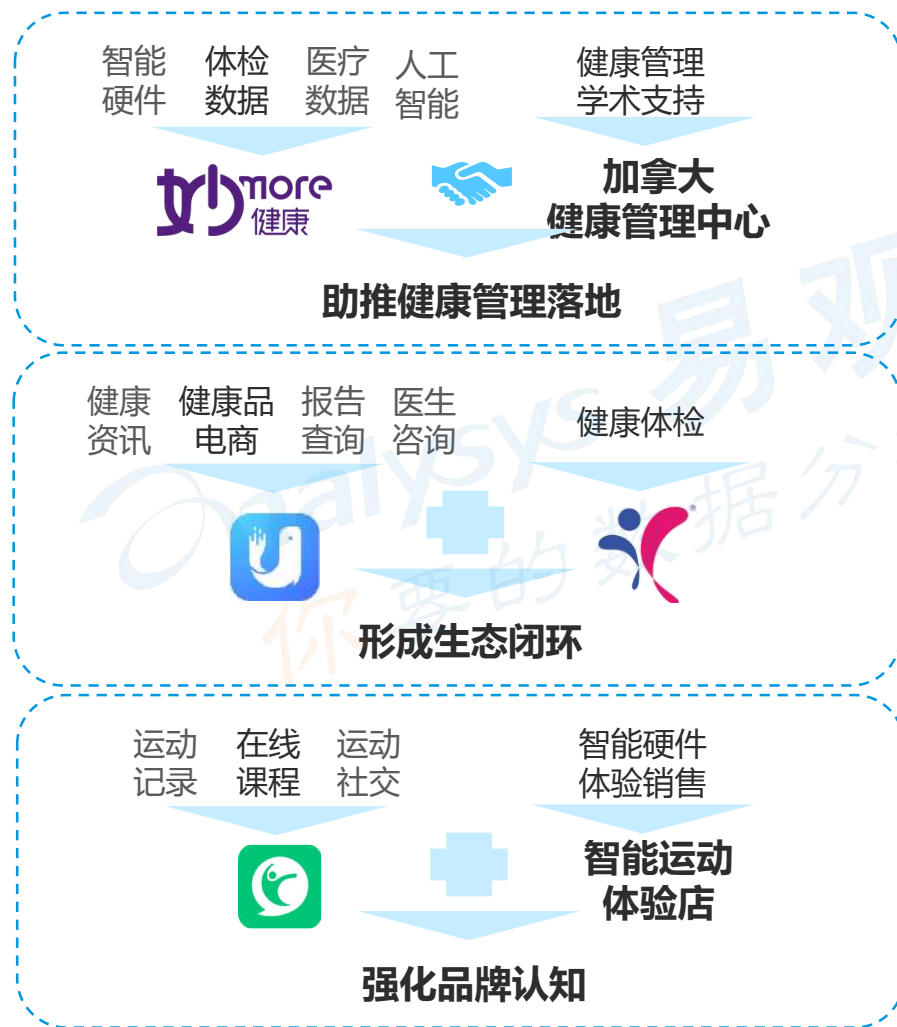 智能 体检 医疗 人工
硬件 数据 数据 智能
健康管理
学术支持
妙more
健康
加拿大
健康管理中心
助推健康管理落地
健康 健康品 报告 医生
资讯 电商 查询 咨询
健康体检
形成生态闭环
运动 在线 运动
记录 课程 社交
智能硬件
体验销售
智能运动
体验店
强化品牌认知
analysys 易观
你要的数据分